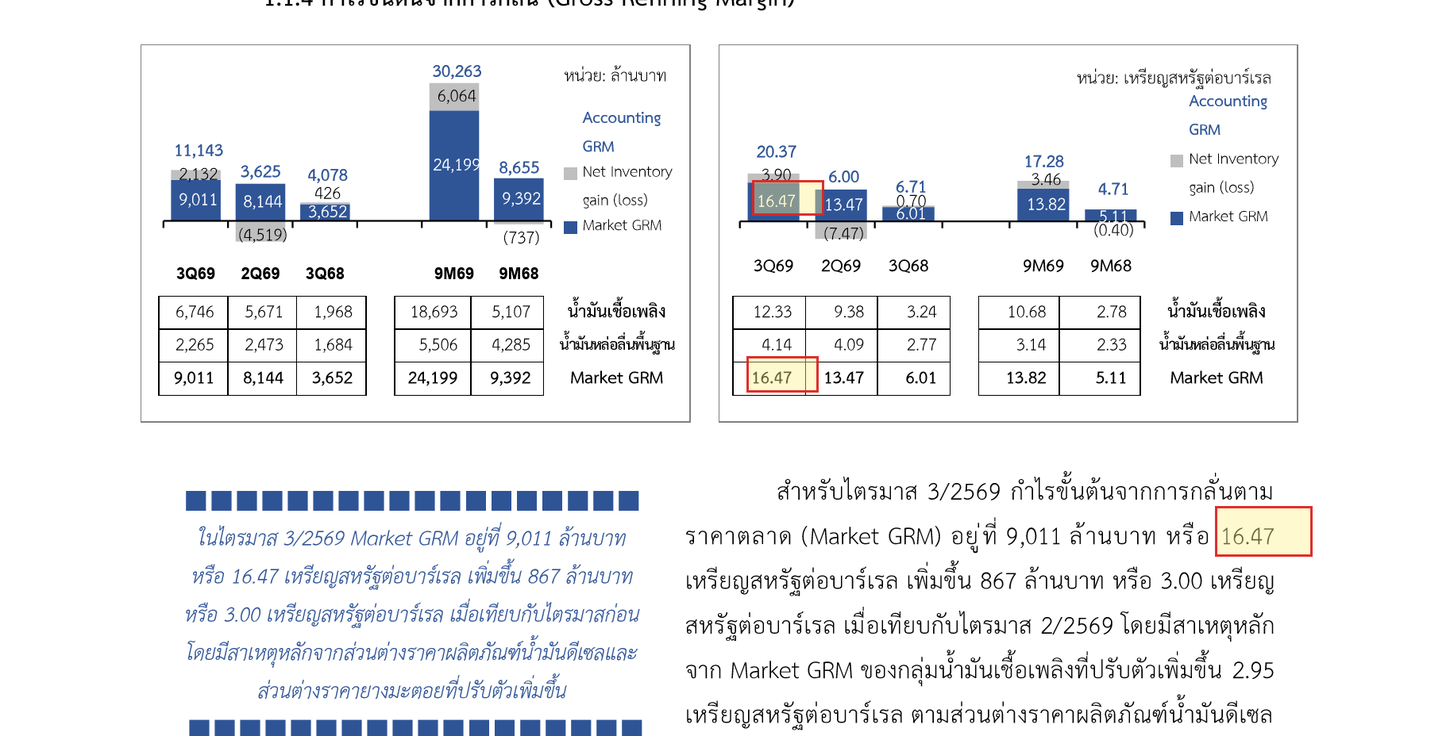 1.1.4 กำไรขั้นต้นจากการกลั่น (Gross Refining Margin)
หน่วย: ล้านบาท
30,263
6,064
24,199
11,143
2,132
9,011
3,625
8,144
(4,519)
4,078
426
3,652
8,655
9,392
(737)
Accounting
GRM
Net Inventory
gain (loss)
Market GRM
3Q69 2Q69 3Q68 9M69 9M68
6,746 5,671 1,968 18,693 5,107 น้ำมันเชื้อเพลิง
2,265 2,473 1,684 5,506 4,285 น้ำมันหล่อลื่นพื้นฐาน
9,011 8,144 3,652 24,199 9,392 Market GRM
หน่วย: เหรียญสหรัฐต่อบาร์เรล
Accounting
GRM
Net Inventory
gain (loss)
Market GRM
20.37
3.90
16.47
6.00
13.47
(7.47)
6.71
0.70
6.01
17.28
3.46
13.82
4.71
5.11
(0.40)
3Q69 2Q69 3Q68 9M69 9M68
12.33 9.38 3.24 10.68 2.78 น้ำมันเชื้อเพลิง
4.14 4.09 2.77 3.14 2.33 น้ำมันหล่อลื่นพื้นฐาน
16.47 13.47 6.01 13.82 5.11 Market GRM
ในไตรมาส 3/2569 Market GRM อยู่ที่ 9,011 ล้านบาท
หรือ 16.47 เหรียญสหรัฐต่อบาร์เรล เพิ่มขึ้น 867 ล้านบาท
หรือ 3.00 เหรียญสหรัฐต่อบาร์เรล เมื่อเทียบกับไตรมาสก่อน
โดยมีสาเหตุหลักจากส่วนต่างราคาผลิตภัณฑ์น้ำมันดีเซลและ
ส่วนต่างราคายางมะตอยที่ปรับตัวเพิ่มขึ้น
สำหรับไตรมาส 3/2569 กำไรขั้นต้นจากการกลั่นตาม
ราคาตลาด (Market GRM) อยู่ที่ 9,011 ล้านบาท หรือ 16.47
เหรียญสหรัฐต่อบาร์เรล เพิ่มขึ้น 867 ล้านบาท หรือ 3.00 เหรียญ
สหรัฐต่อบาร์เรล เมื่อเทียบกับไตรมาส 2/2569 โดยมีสาเหตุหลัก
จาก Market GRM ของกลุ่มน้ำมันเชื้อเพลิงที่ปรับตัวเพิ่มขึ้น 2.95
เหรียญสหรัฐต่อบาร์เรล ตามส่วนต่างราคาผลิตภัณฑ์น้ำมันดีเซล